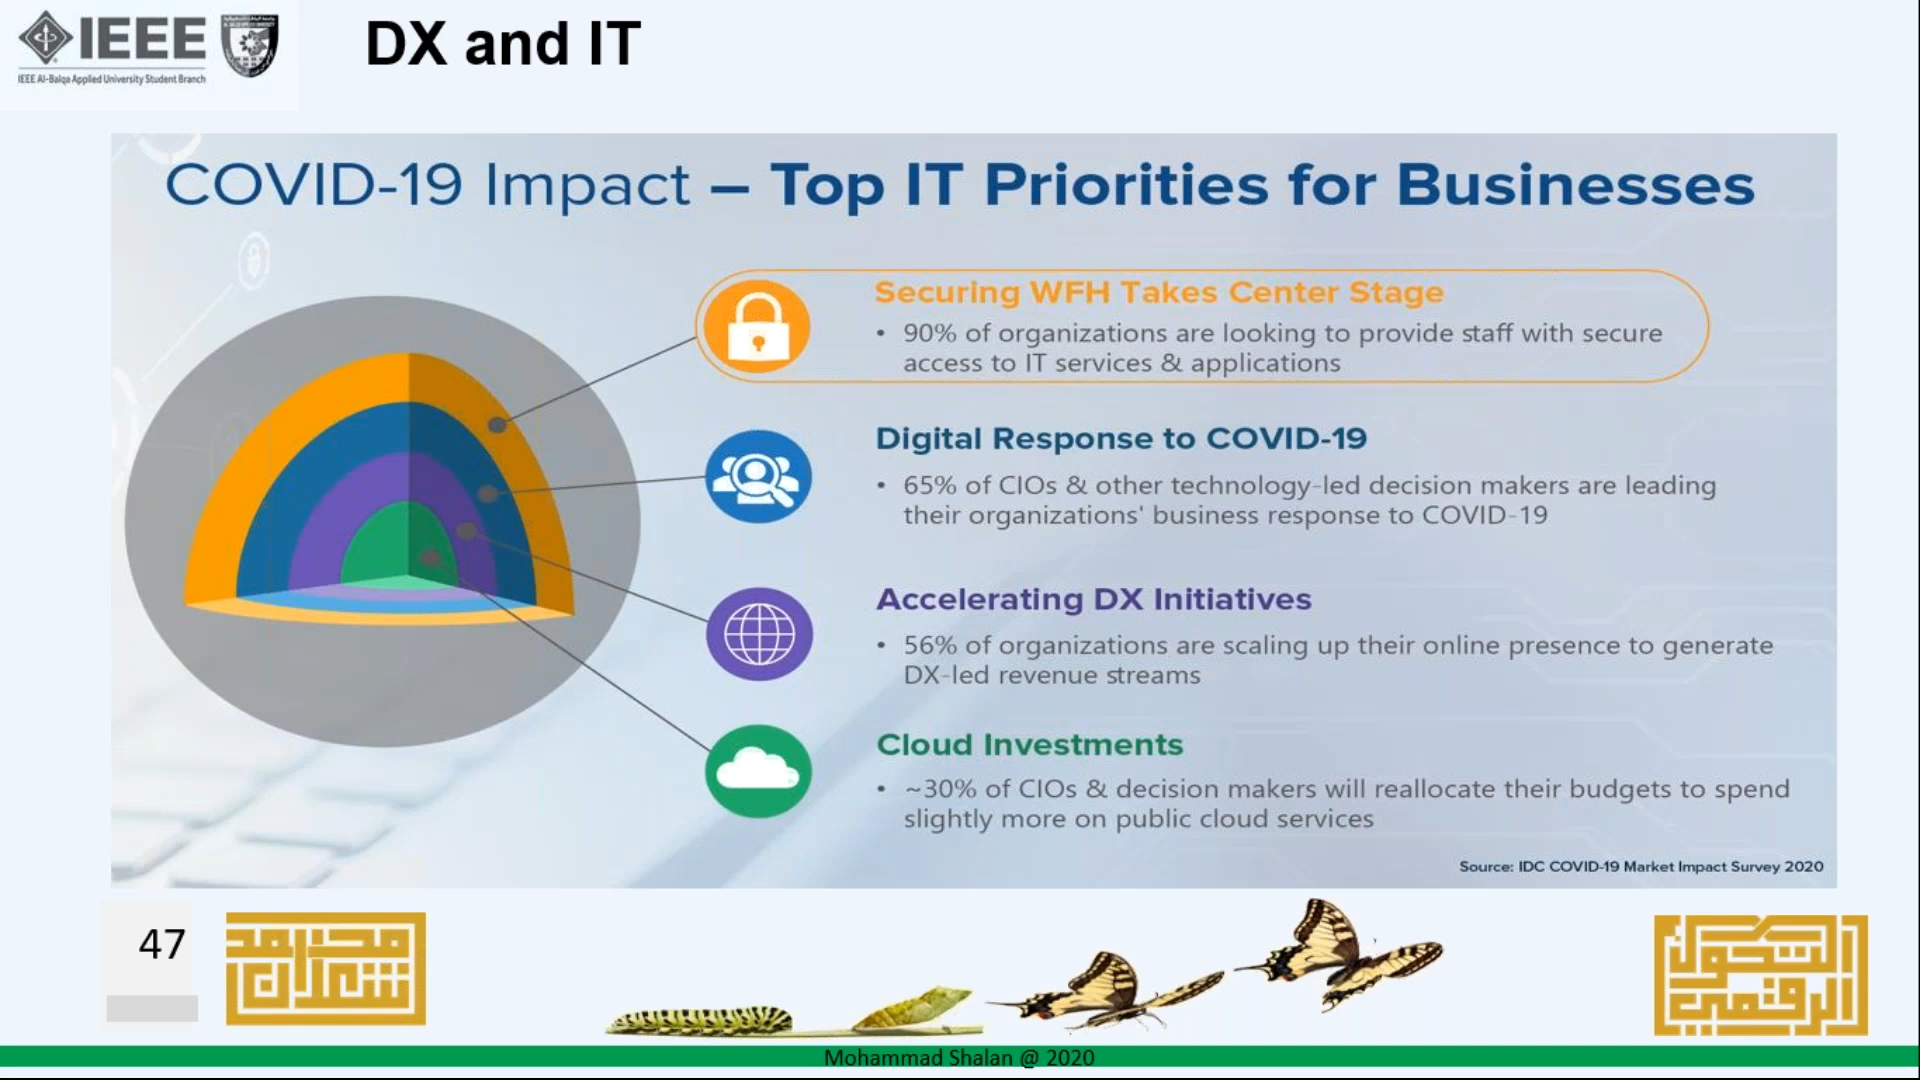 IEEE
IEEE Al-Balqa Applied University Student Branch
DX and IT
COVID-19 Impact – Top IT Priorities for Businesses
Securing WFH Takes Center Stage
• 90% of organizations are looking to provide staff with secure
access to IT services & applications
Digital Response to COVID-19
• 65% of CIOs & other technology-led decision makers are leading
their organizations' business response to COVID-19
Accelerating DX Initiatives
• 56% of organizations are scaling up their online presence to generate
DX-led revenue streams
Cloud Investments
• ~30% of CIOs & decision makers will reallocate their budgets to spend
slightly more on public cloud services
Source: IDC COVID-19 Market Impact Survey 2020
47
محمد
شعلان
التحول
الرقمي
Mohammad Shalan @ 2020